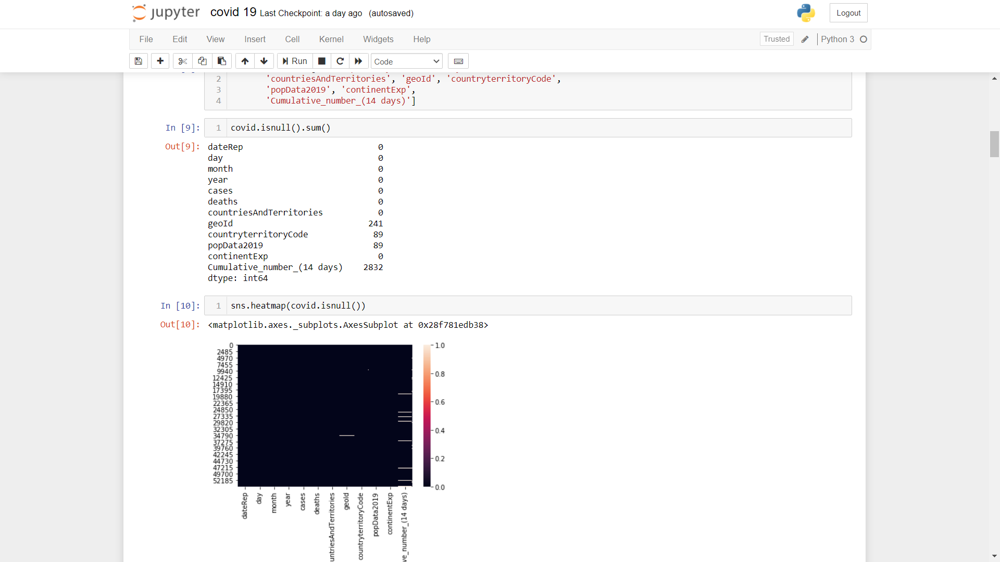 jupyter covid 19 Last Checkpoint: a day ago (autosaved)
Logout
File Edit View Insert Cell Kernel Widgets Help
Trusted Python 3
Run Code
2 'countriesAndTerritories', 'geoId', 'countryterritoryCode',
3 'popData2019', 'continentExp',
4 'Cumulative_number_(14 days)']
In [9]: 1 covid.isnull().sum()
Out[9]: dateRep 0
day 0
month 0
year 0
cases 0
deaths 0
countriesAndTerritories 0
geoId 241
countryterritoryCode 89
popData2019 89
continentExp 0
Cumulative_number_(14 days) 2832
dtype: int64
In [10]: 1 sns.heatmap(covid.isnull())
Out[10]: <matplotlib.axes._subplots.AxesSubplot at 0x28f781edb38>
0
2485
4970
7455
9940
12425
14910
17395
19880
22365
24850
27335
29820
32305
34790
37275
39760
42245
44730
47215
49700
52185
1.0
0.8
0.6
0.4
0.2
0.0
dateRep
day
month
year
cases
deaths
untriesAndTerritories
geoId
countryterritoryCode
popData2019
continentExp
ve_number_(14 days)